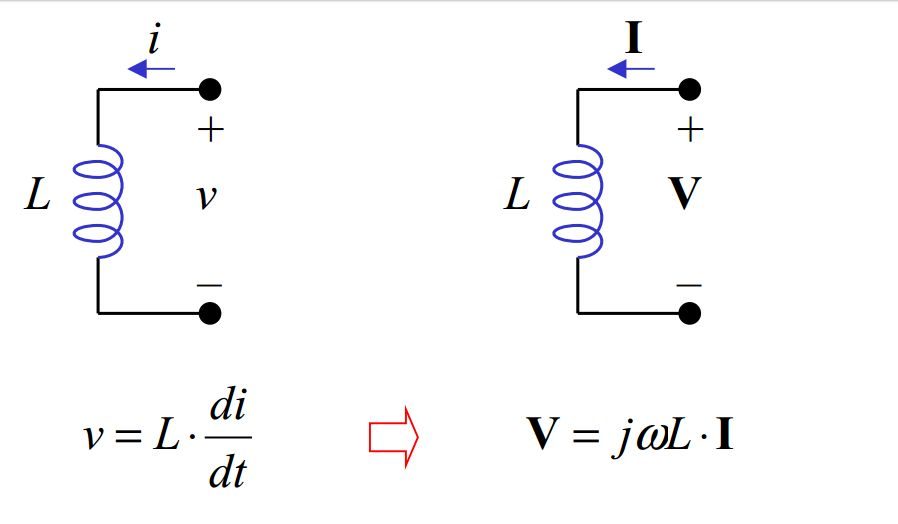 i I
+ +
L v L V
– –
v = L · di/dt V = jωL · I